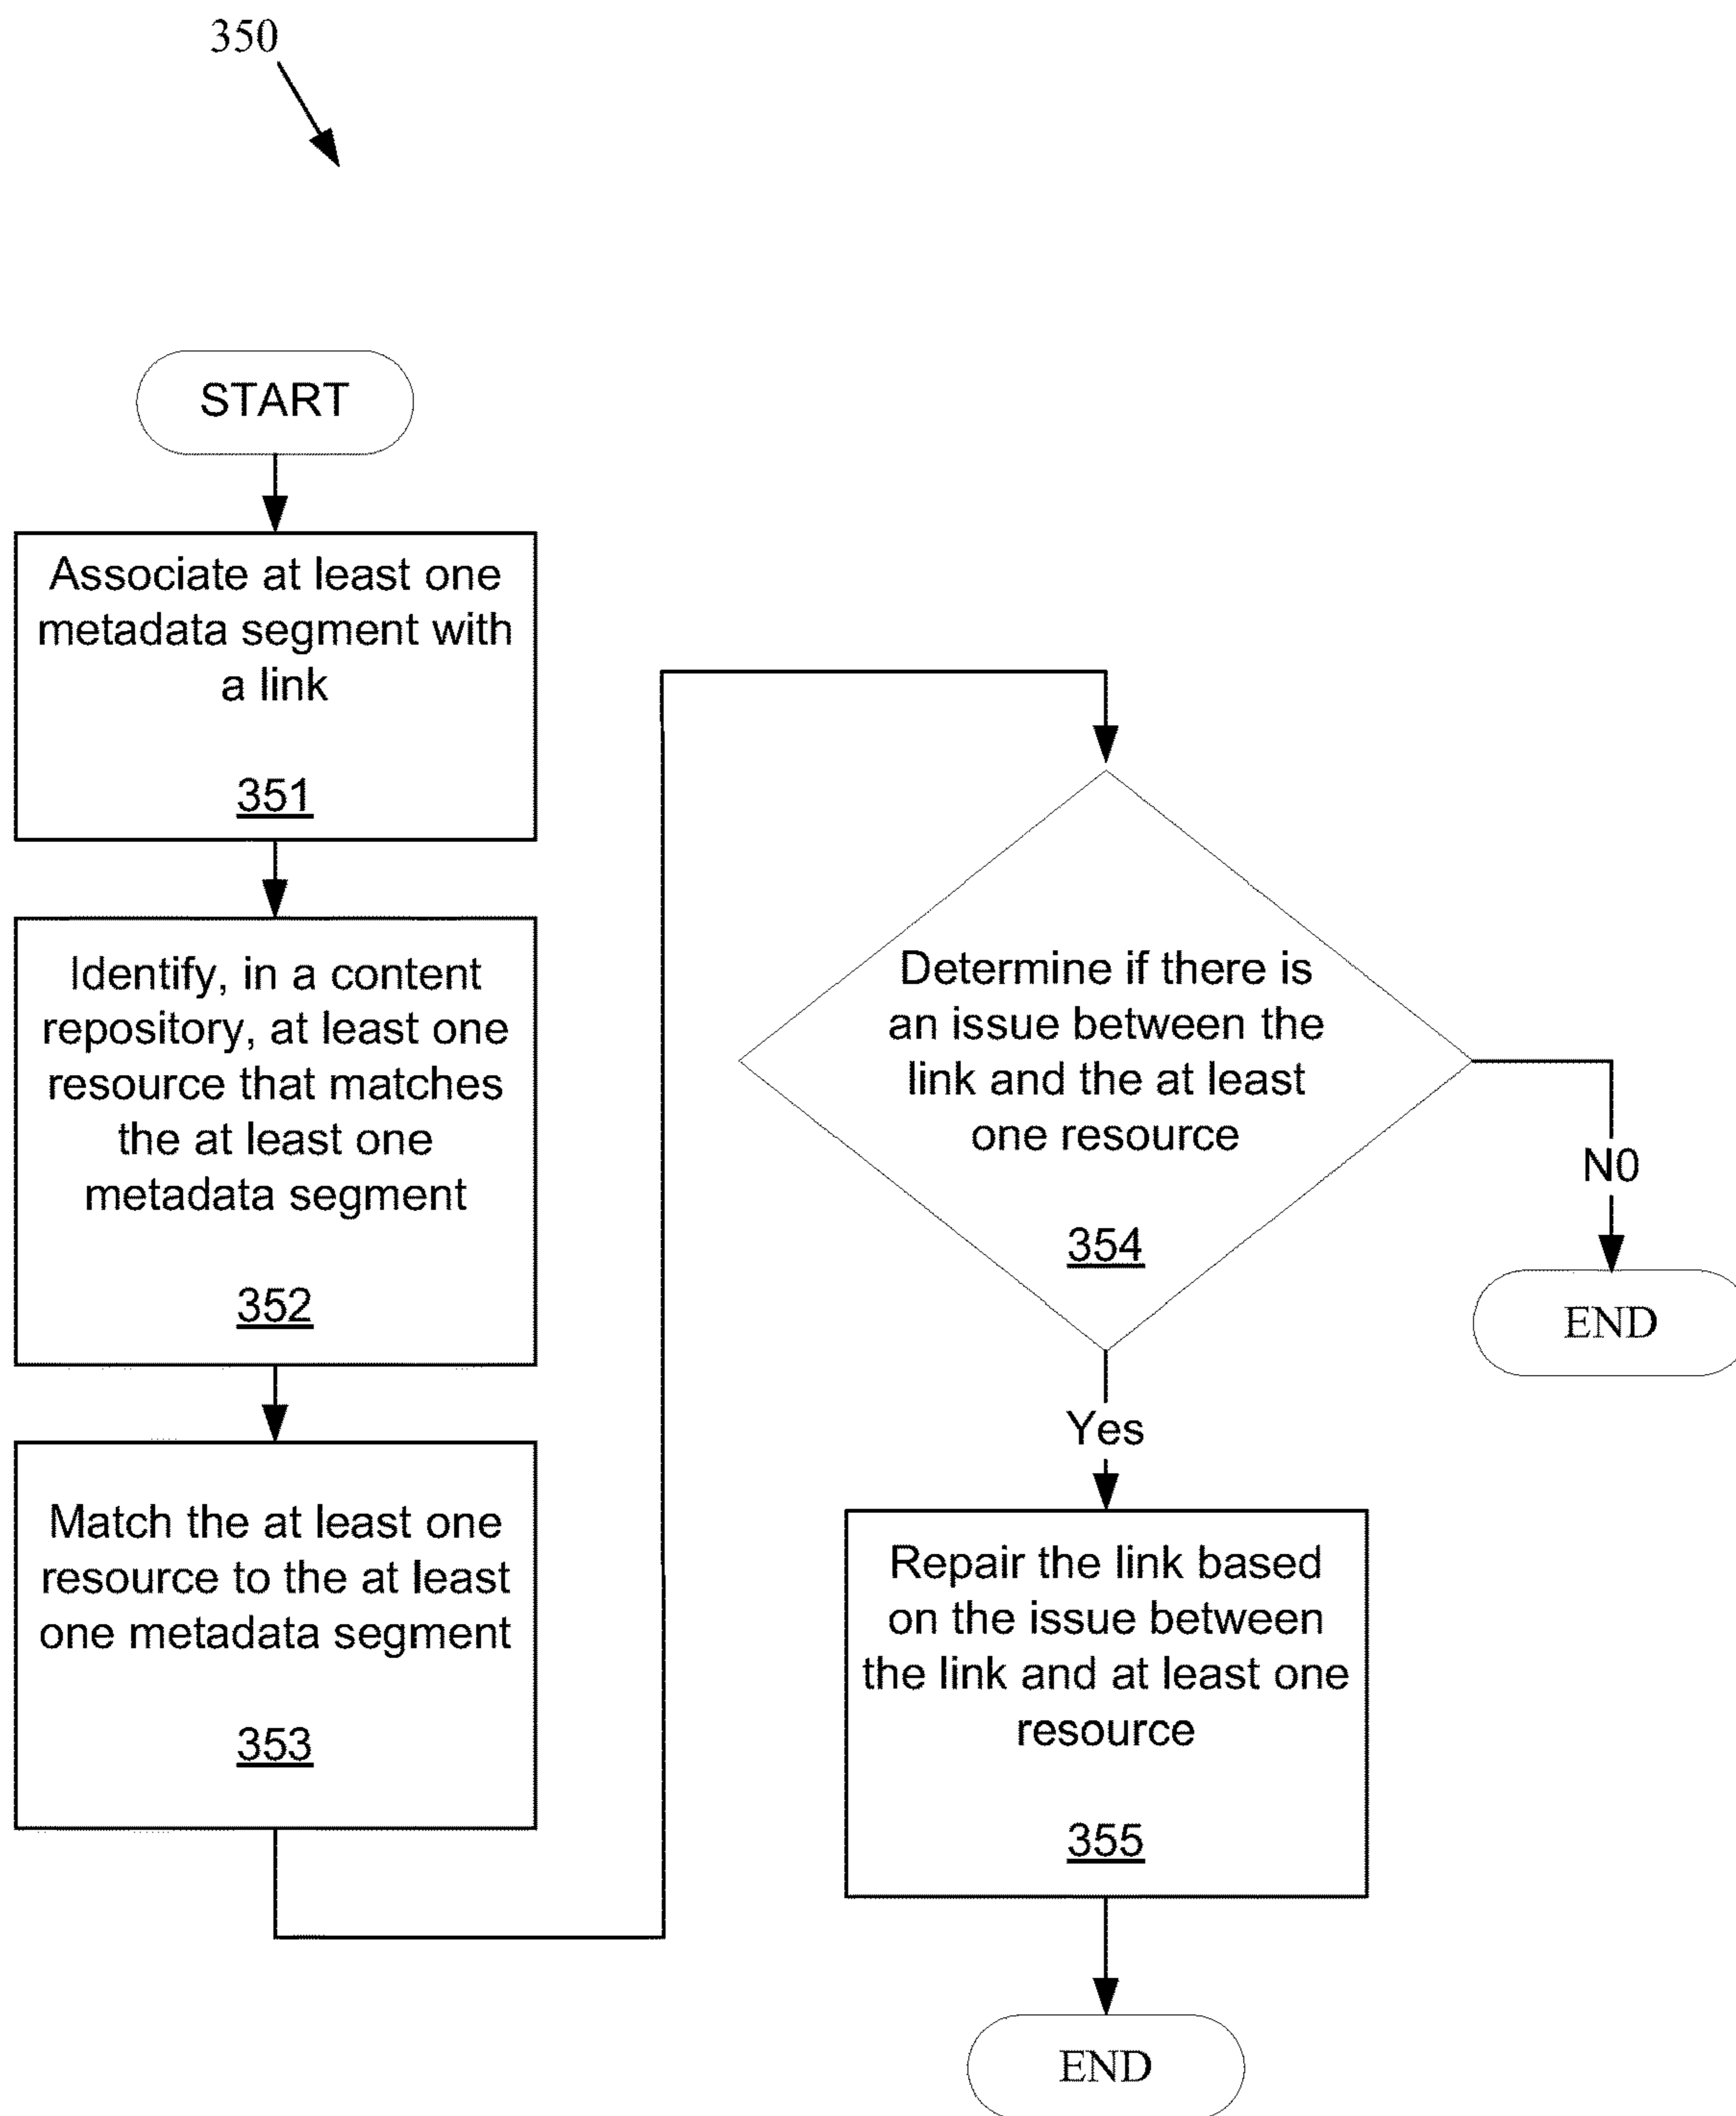 350
START
Associate at least one
metadata segment with
a link
351
Identify, in a content
repository, at least one
resource that matches
the at least one
metadata segment
352
Match the at least one
resource to the at least
one metadata segment
353
Determine if there is
an issue between the
link and the at least
one resource
354
N0
END
Yes
Repair the link based
on the issue between
the link and at least one
resource
355
END